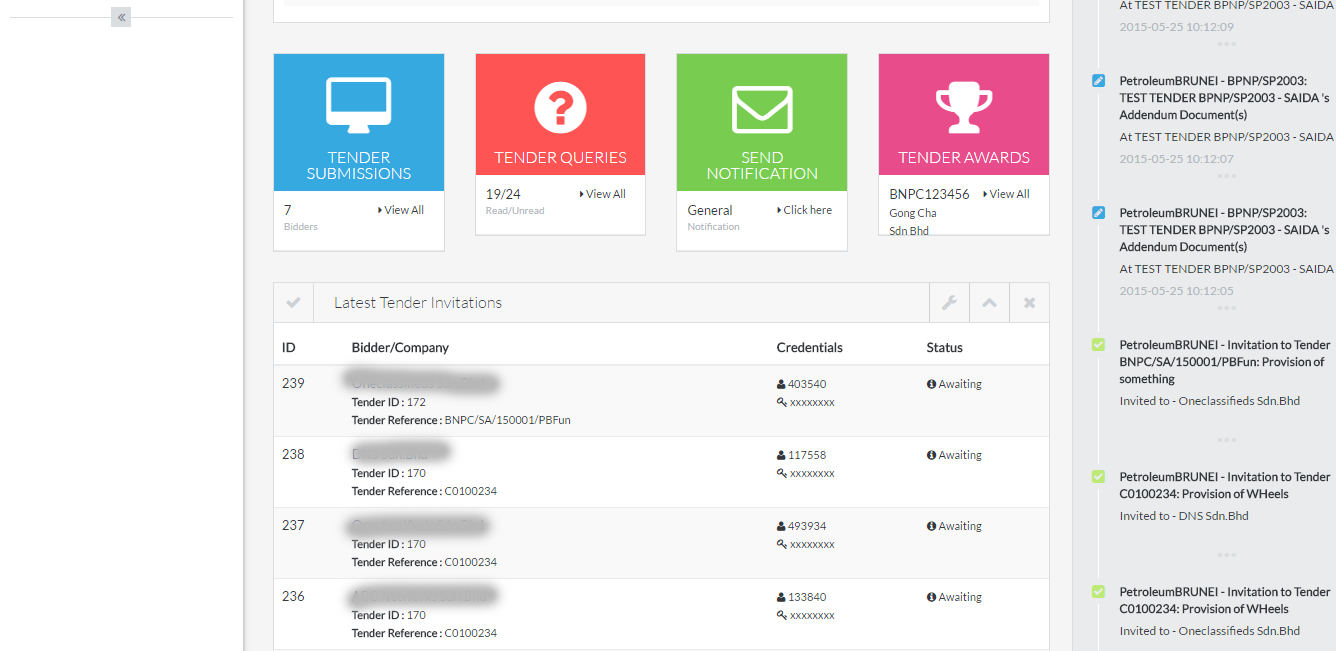 TENDER
SUBMISSIONS
7
View All
Bidders
TENDER QUERIES
19/24
View All
Read/Unread
SEND
NOTIFICATION
General
Click here
Notification
TENDER AWARDS
BNPC123456
View All
Gong Cha
Sdn Bhd
Latest Tender Invitations
ID Bidder/Company Credentials Status
239 403540 Awaiting
Tender ID : 172 xxxxxxxx
Tender Reference : BNPC/SA/150001/PBFun
238 117558 Awaiting
Tender ID : 170 xxxxxxxx
Tender Reference : C0100234
237 493934 Awaiting
Tender ID : 170 xxxxxxxx
Tender Reference : C0100234
236 133840 Awaiting
Tender ID : 170 xxxxxxxx
Tender Reference : C0100234
At TEST TENDER BPNP/SP2003 - SAIDA
2015-05-25 10:12:09
PetroleumBRUNEI - BPNP/SP2003:
TEST TENDER BPNP/SP2003 - SAIDA 's
Addendum Document(s)
At TEST TENDER BPNP/SP2003 - SAIDA
2015-05-25 10:12:07
PetroleumBRUNEI - BPNP/SP2003:
TEST TENDER BPNP/SP2003 - SAIDA 's
Addendum Document(s)
At TEST TENDER BPNP/SP2003 - SAIDA
2015-05-25 10:12:05
PetroleumBRUNEI - Invitation to Tender
BNPC/SA/150001/PBFun: Provision of
something
Invited to - Oneclassifieds Sdn.Bhd
PetroleumBRUNEI - Invitation to Tender
C0100234: Provision of WHeels
Invited to - DNS Sdn.Bhd
PetroleumBRUNEI - Invitation to Tender
C0100234: Provision of WHeels
Invited to - Oneclassifieds Sdn.Bhd